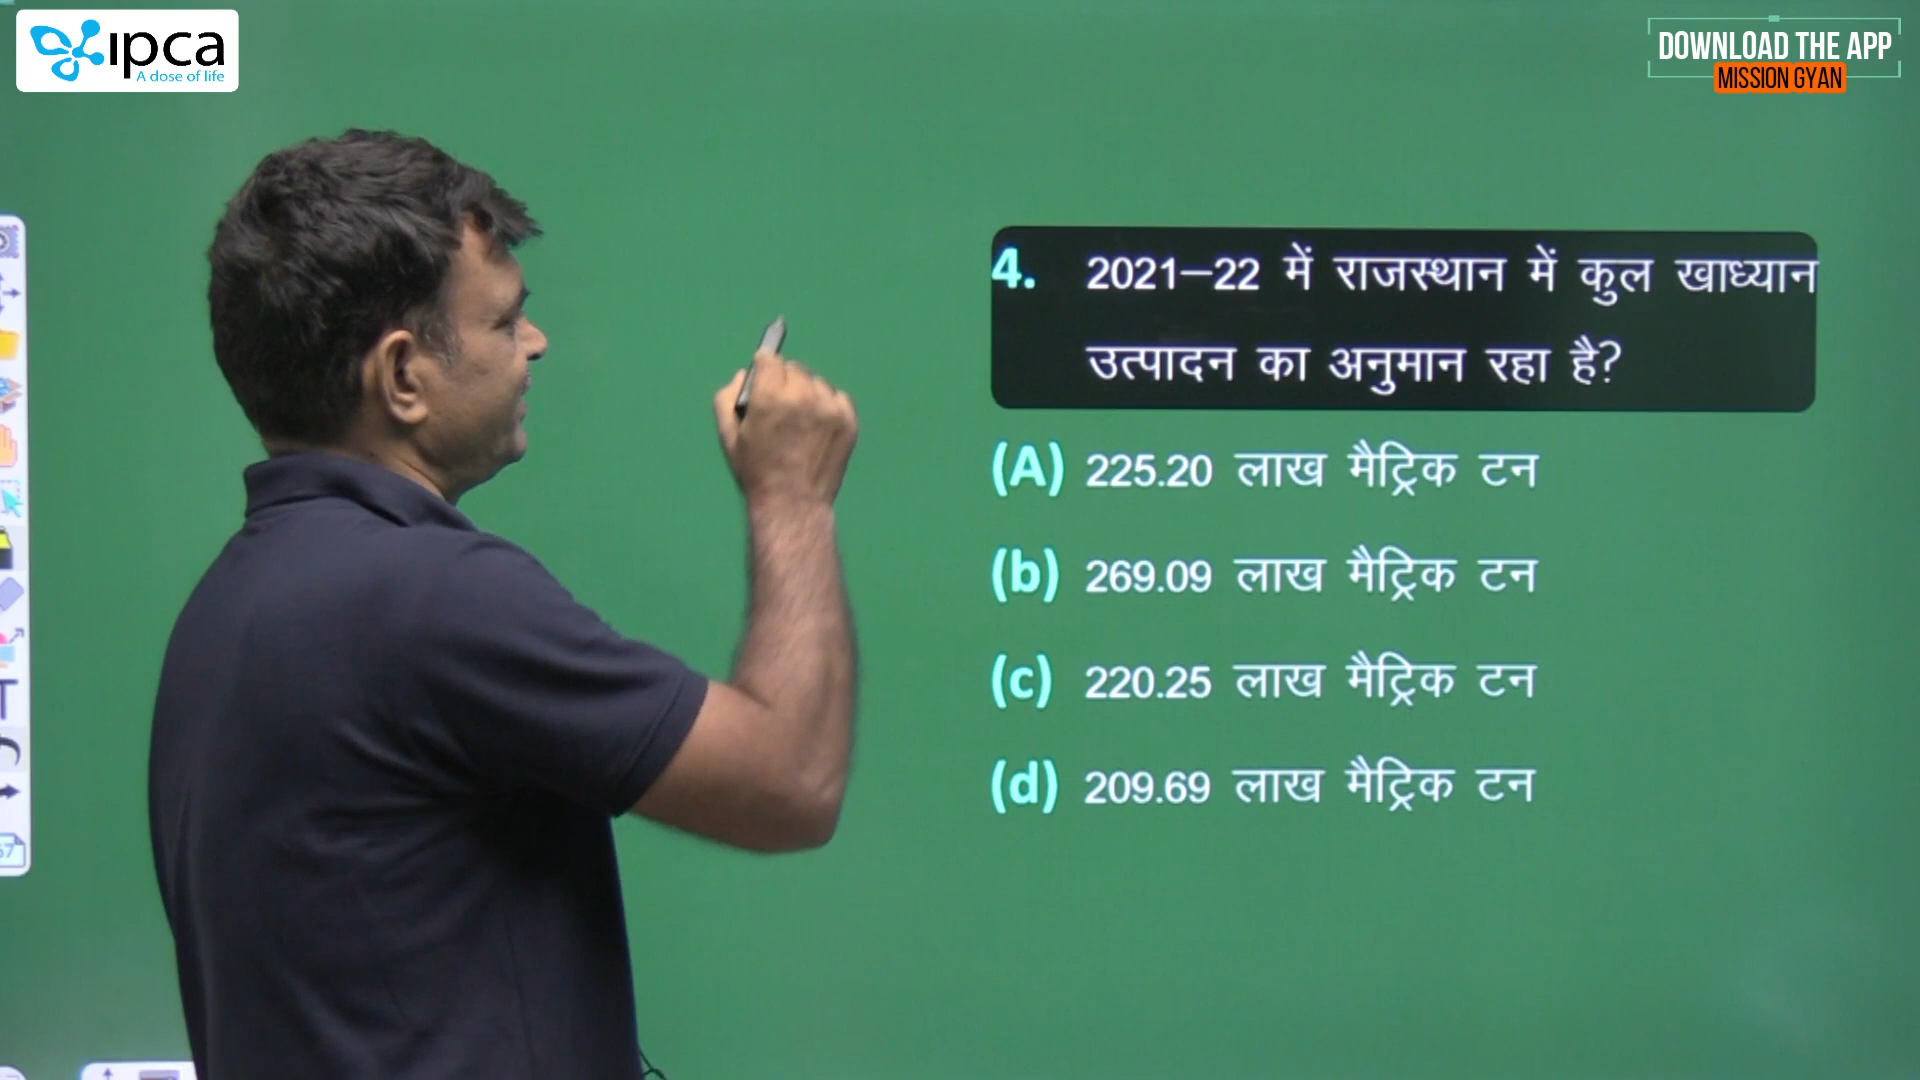 ipca
A dose of life
DOWNLOAD THE APP
MISSION GYAN
4. 2021–22 में राजस्थान में कुल खाध्यान
उत्पादन का अनुमान रहा है?
(A) 225.20 लाख मैट्रिक टन
(b) 269.09 लाख मैट्रिक टन
(c) 220.25 लाख मैट्रिक टन
(d) 209.69 लाख मैट्रिक टन
T